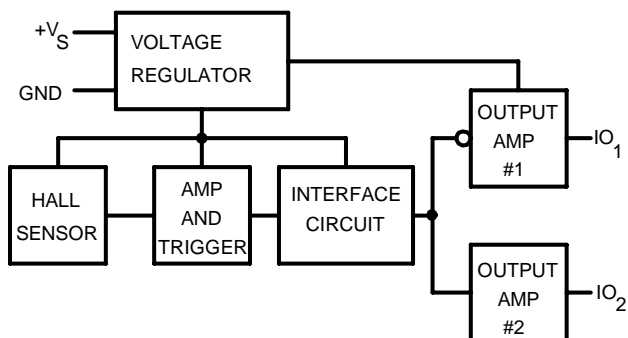 +VS
VOLTAGE
REGULATOR
GND
OUTPUT
AMP
#1
IO1
HALL
SENSOR
AMP
AND
TRIGGER
INTERFACE
CIRCUIT
OUTPUT
AMP
#2
IO2